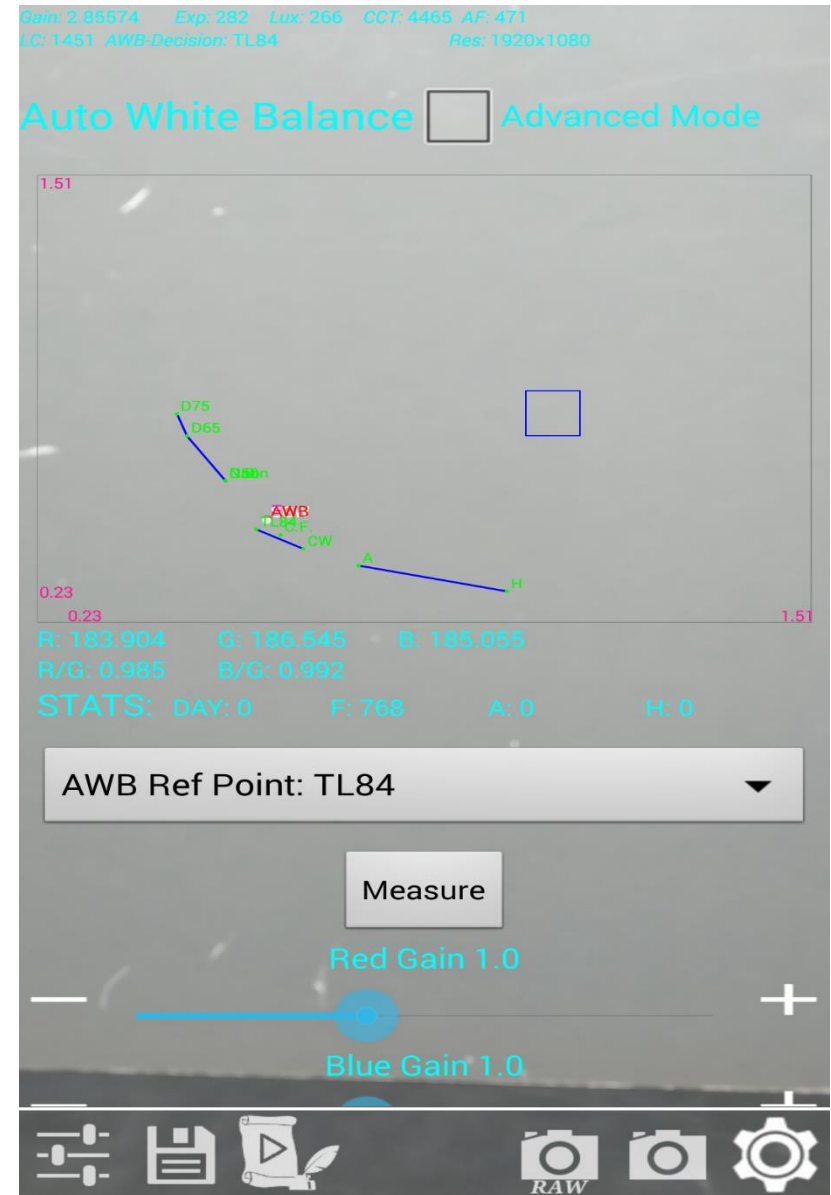 Gain: 2.85574 Exp: 282 Lux: 266 CCT: 4465 AF: 471
LC: 1451 AWB-Decision: TL84 Res: 1920x1080
Auto White Balance Advanced Mode
1.51
D75
D65
AWB
TL84
C.F.
CW
A
H
0.23
0.23 1.51
R: 183.904 G: 186.545 B: 185.055
R/G: 0.985 B/G: 0.992
STATS: DAY: 0 F: 768 A: 0 H: 0
AWB Ref Point: TL84
Measure
Red Gain 1.0
Blue Gain 1.0
RAW